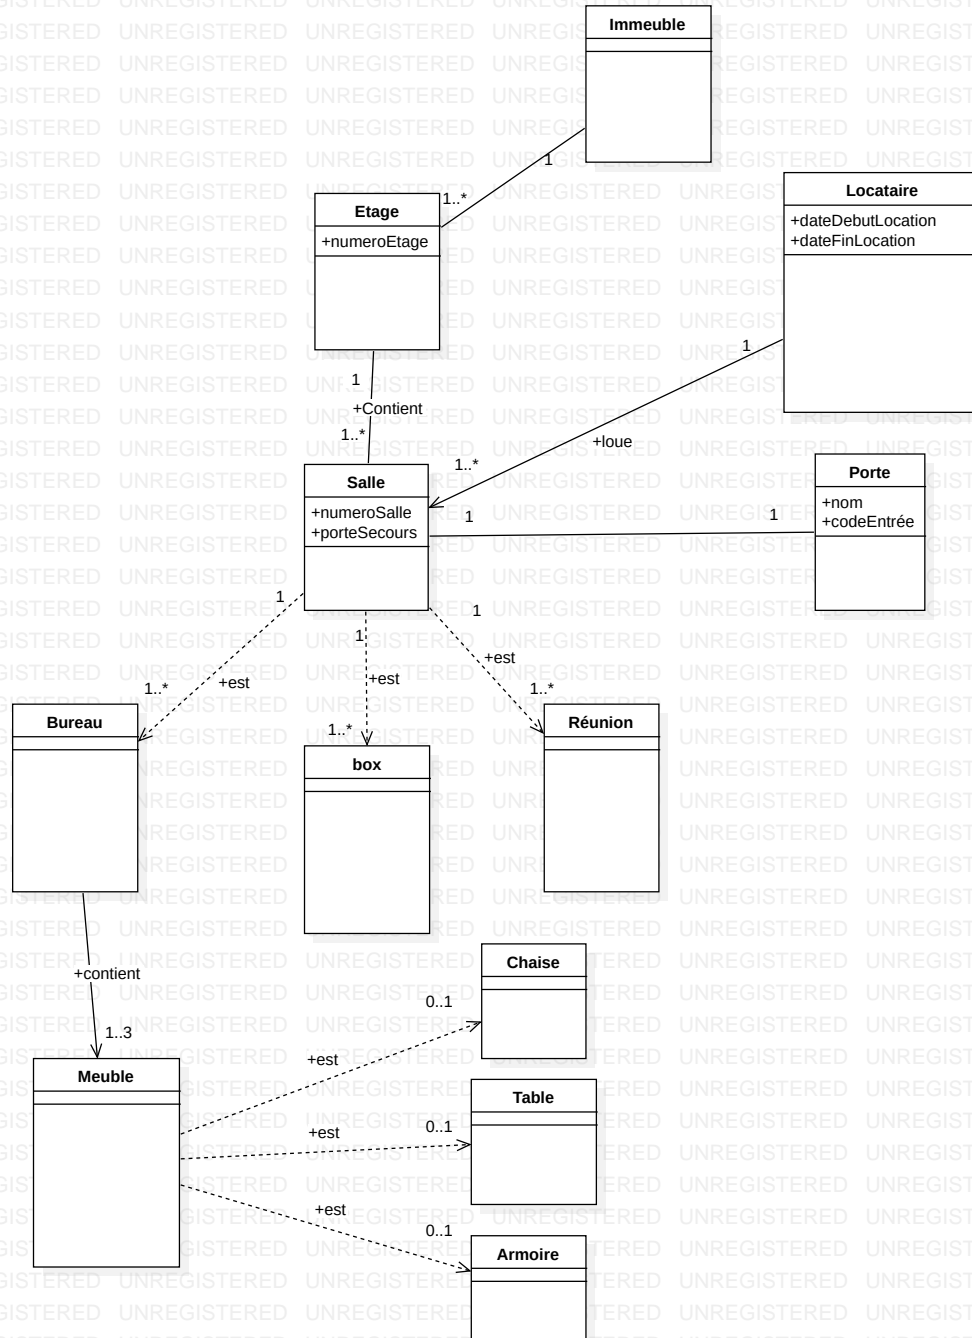 Immeuble
1
1..*
Etage
+numeroEtage
Locataire
+dateDebutLocation
+dateFinLocation
1
1
+Contient
1..*
+loue
1..*
Salle
+numeroSalle
+porteSecours
Porte
+nom
+codeEntrée
1
1
1
1
1
+est
+est
+est
1..*
1..*
1..*
Bureau
box
Réunion
+contient
1..3
Meuble
Chaise
0..1
+est
Table
0..1
+est
+est
0..1
Armoire
UNREGISTERED